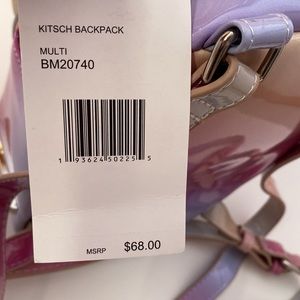 KITSCH BACKPACK
MULTI
BM20740
1 93624 50225 5
MSRP $68.00